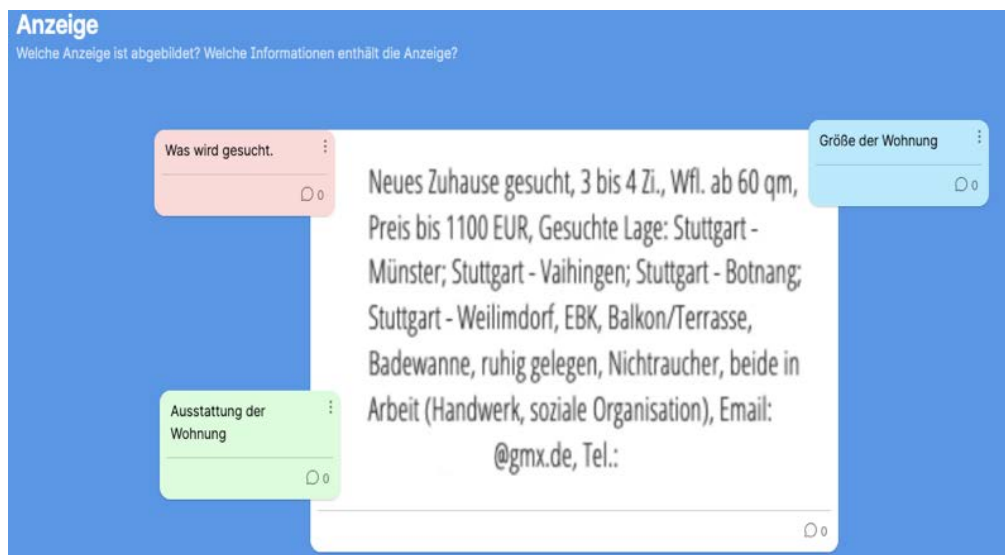 Anzeige
Welche Anzeige ist abgebildet? Welche Informationen enthält die Anzeige?
Was wird gesucht.
0
Größe der Wohnung
0
Neues Zuhause gesucht, 3 bis 4 Zi., Wfl. ab 60 qm,
Preis bis 1100 EUR, Gesuchte Lage: Stuttgart -
Münster; Stuttgart - Vaihingen; Stuttgart - Botnang;
Stuttgart - Weilimdorf, EBK, Balkon/Terrasse,
Badewanne, ruhig gelegen, Nichtraucher, beide in
Arbeit (Handwerk, soziale Organisation), Email:
@gmx.de, Tel.:
Ausstattung der
Wohnung
0
0